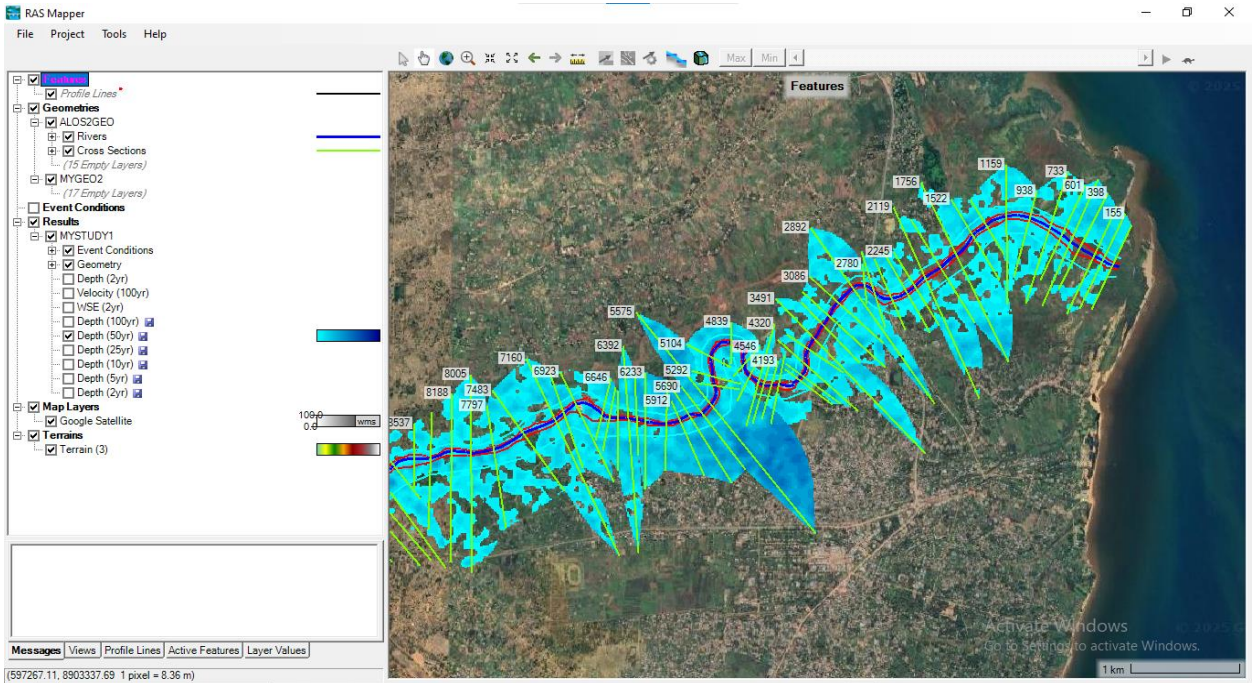 RAS Mapper
File Project Tools Help
Max Min
Features
Profile Lines
Geometries
ALOS2GEO
Rivers
Cross Sections
(15 Empty Layers)
MYGEO2
(17 Empty Layers)
Event Conditions
Results
MYSTUDY1
Event Conditions
Geometry
Depth (2yr)
Velocity (100yr)
WSE (2yr)
Depth (100yr)
Depth (50yr)
Depth (25yr)
Depth (10yr)
Depth (5yr)
Depth (2yr)
Map Layers
Google Satellite
100.0
0.0
wms
Terrains
Terrain (3)
Messages Views Profile Lines Active Features Layer Values
(597267.11, 8903337.69 1 pixel = 8.36 m)
Features
© 2025
1159
733
1756
938
601
398
1522
2119
155
2892
2245
2780
3086
3491
5575
4839
4320
6392
5104
4546
7160
4193
6923
6233
5292
8005
6646
5690
8188
7483
5912
7797
8537
Activate Windows
© 2025 G
Go to Settings to activate Windows.
1 km